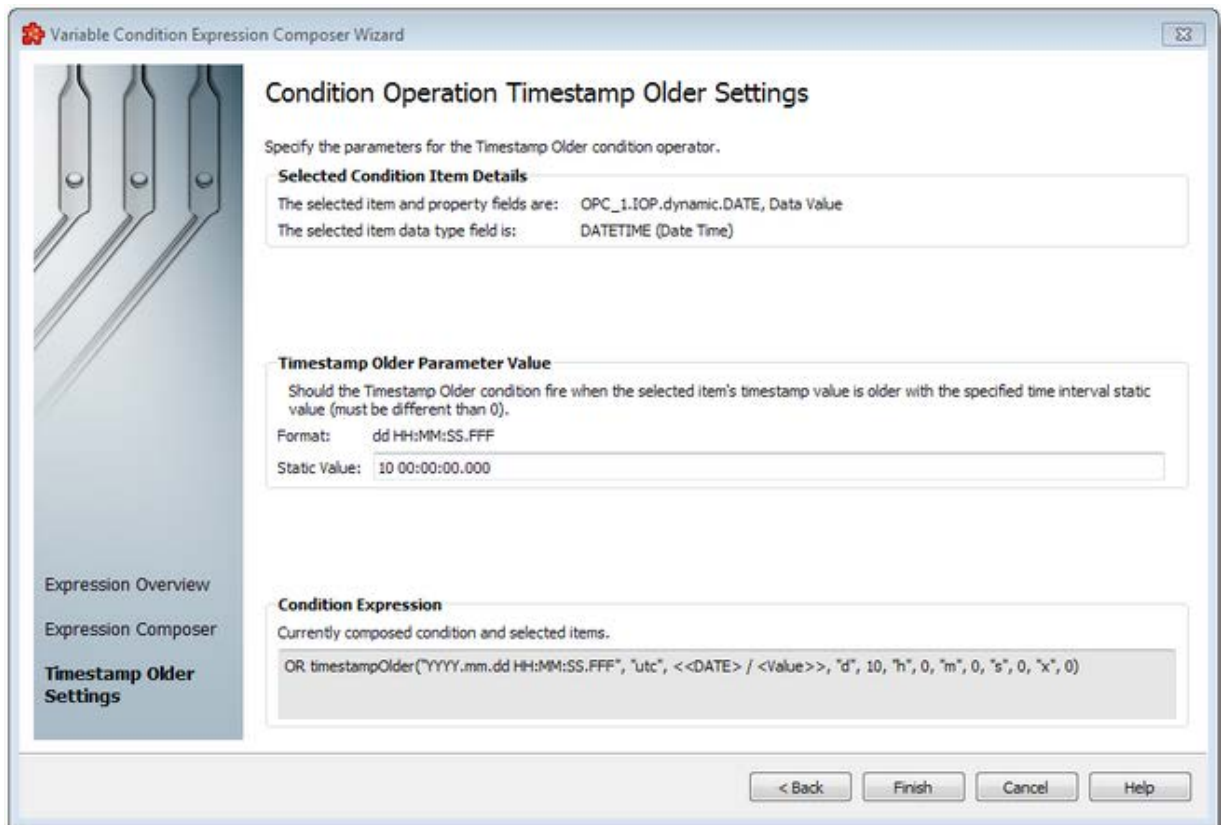 Variable Condition Expression Composer Wizard
Condition Operation Timestamp Older Settings
Specify the parameters for the Timestamp Older condition operator.
Selected Condition Item Details
The selected item and property fields are: OPC_1.IOP.dynamic.DATE, Data Value
The selected item data type field is: DATETIME (Date Time)
Timestamp Older Parameter Value
Should the Timestamp Older condition fire when the selected item's timestamp value is older with the specified time interval static
value (must be different than 0).
Format: dd HH:MM:SS.FFF
Static Value: 10 00:00:00.000
Expression Overview
Expression Composer
Timestamp Older
Settings
Condition Expression
Currently composed condition and selected items.
OR timestampOlder("YYYY.mm.dd HH:MM:SS.FFF", "utc", <<DATE> / <Value>>, "d", 10, "h", 0, "m", 0, "s", 0, "x", 0)
< Back Finish Cancel Help